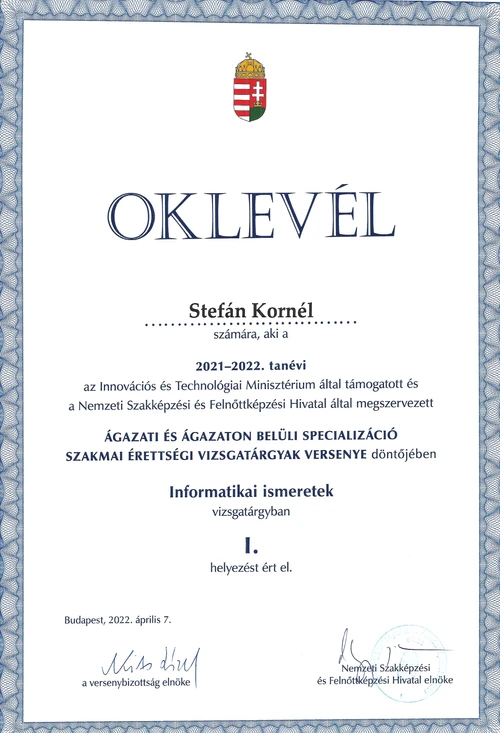 OKLEVÉL
Stefán Kornél
számára, aki a
2021–2022. tanévi
az Innovációs és Technológiai Minisztérium által támogatott és
a Nemzeti Szakképzési és Felnőttképzési Hivatal által megszervezett
ÁGAZATI ÉS ÁGAZATON BELÜLI SPECIALIZÁCIÓ
SZAKMAI ÉRETTSÉGI VIZSGATÁRGYAK VERSENYE döntőjében
Informatikai ismeretek
vizsgatárgyban
I.
helyezést ért el.
Budapest, 2022. április 7.
a versenybizottság elnöke
Nemzeti Szakképzési
és Felnőttképzési Hivatal elnöke